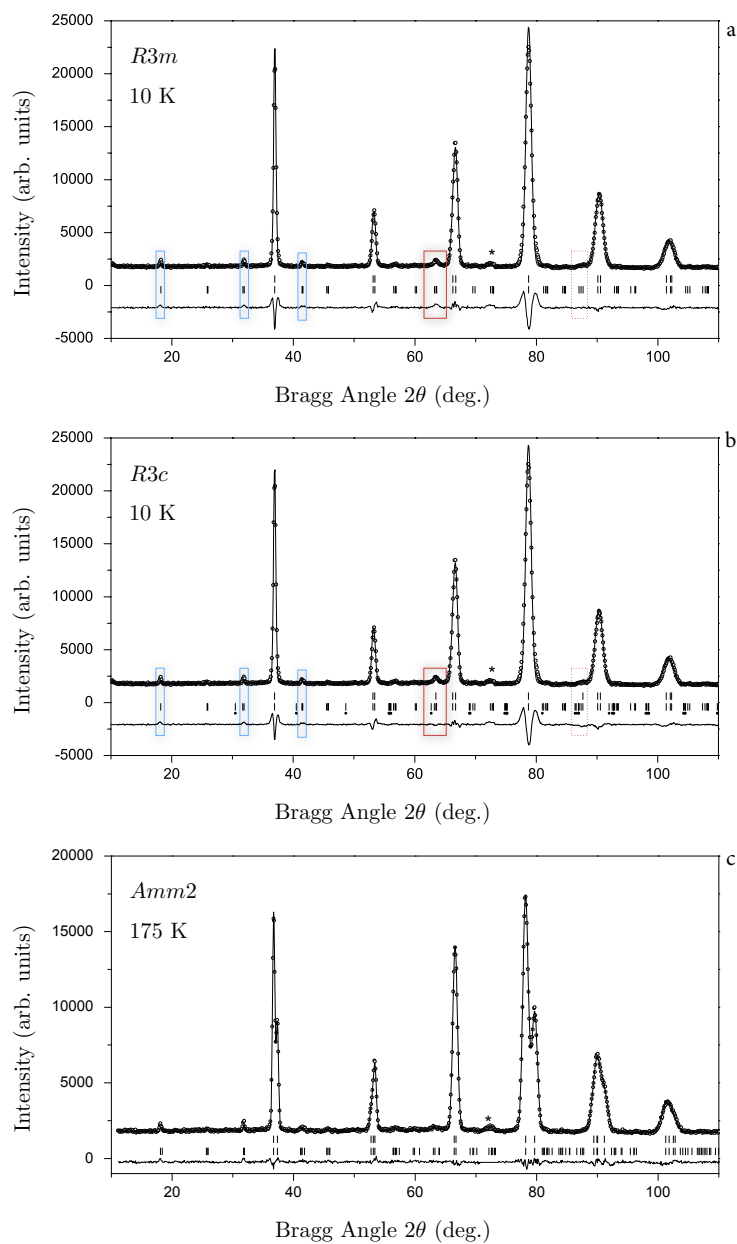 a
25000
20000
15000
10000
5000
0
-5000
Intensity (arb. units)
R3m
10 K
*
20 40 60 80 100
Bragg Angle 2θ (deg.)
b
25000
20000
15000
10000
5000
0
-5000
Intensity (arb. units)
R3c
10 K
*
20 40 60 80 100
Bragg Angle 2θ (deg.)
c
20000
15000
10000
5000
0
Intensity (arb. units)
Amm2
175 K
*
20 40 60 80 100
Bragg Angle 2θ (deg.)